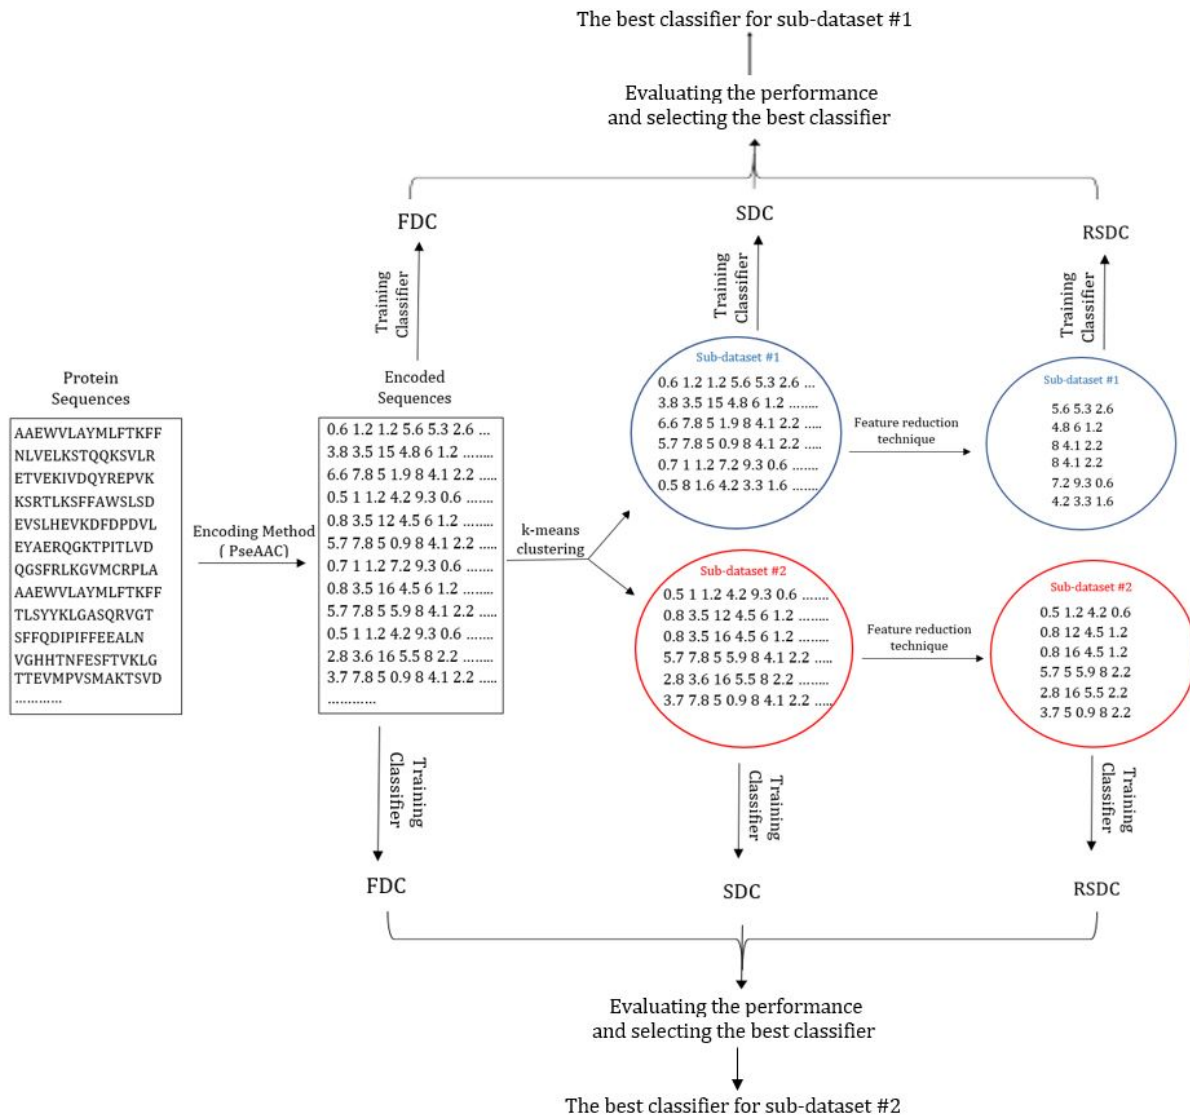 The best classifier for sub-dataset #1
Evaluating the performance
and selecting the best classifier
FDC
SDC
RSDC
Training
Classifier
Training
Classifier
Training
Classifier
Protein
Sequences
AAEWVLAYMLFTKFF
NLVELKSTQQKSVLR
ETVEKIVDQYREPVK
KSRTLKSFFAWSLSD
EVSLHEVKDFDPDVL
EYAERQGKTPITLVD
QGSFRLKGVMCRPLA
AAEWVLAYMLFTKFF
TLSYYKLGASQRVGT
SFFQDIPIFFEEALN
VGHHTNFESFTVKLG
TTEVMPVSMAKTSVD
............
Encoding Method
( PseAAC)
Encoded
Sequences
0.6 1.2 1.2 5.6 5.3 2.6 ...
3.8 3.5 15 4.8 6 1.2 ........
6.6 7.8 5 1.9 8 4.1 2.2 .....
0.5 1 1.2 4.2 9.3 0.6 .......
0.8 3.5 12 4.5 6 1.2 ........
5.7 7.8 5 0.9 8 4.1 2.2 .....
0.7 1 1.2 7.2 9.3 0.6 .......
0.8 3.5 16 4.5 6 1.2 ........
5.7 7.8 5 5.9 8 4.1 2.2 .....
0.5 1 1.2 4.2 9.3 0.6 .......
2.8 3.6 16 5.5 8 2.2 ........
3.7 7.8 5 0.9 8 4.1 2.2 .....
............
k-means
clustering
Sub-dataset #1
0.6 1.2 1.2 5.6 5.3 2.6 ...
3.8 3.5 15 4.8 6 1.2 ........
6.6 7.8 5 1.9 8 4.1 2.2 .....
5.7 7.8 5 0.9 8 4.1 2.2 .....
0.7 1 1.2 7.2 9.3 0.6 .......
0.5 8 1.6 4.2 3.3 1.6 .......
Feature reduction
technique
Sub-dataset #1
5.6 5.3 2.6
4.8 6 1.2
8 4.1 2.2
8 4.1 2.2
7.2 9.3 0.6
4.2 3.3 1.6
Sub-dataset #2
0.5 1 1.2 4.2 9.3 0.6 .......
0.8 3.5 12 4.5 6 1.2 ........
0.8 3.5 16 4.5 6 1.2 ........
5.7 7.8 5 5.9 8 4.1 2.2 .....
2.8 3.6 16 5.5 8 2.2 ........
3.7 7.8 5 0.9 8 4.1 2.2 .....
Feature reduction
technique
Sub-dataset #2
0.5 1.2 4.2 0.6
0.8 12 4.5 1.2
0.8 16 4.5 1.2
5.7 5 5.9 8 2.2
2.8 16 5.5 2.2
3.7 5 0.9 8 2.2
Training
Classifier
Training
Classifier
Training
Classifier
FDC
SDC
RSDC
Evaluating the performance
and selecting the best classifier
The best classifier for sub-dataset #2